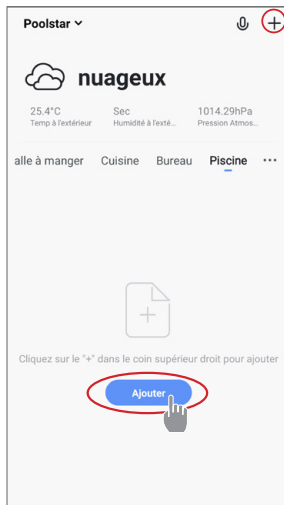 Poolstar
nuageux
25.4°C Sec 1014.29hPa
Temp à l'extérieur Humidité à l'exté... Pression Atmos...
alle à manger Cuisine Bureau Piscine ...
Cliquez sur le "+" dans le coin supérieur droit pour ajouter
Ajouter